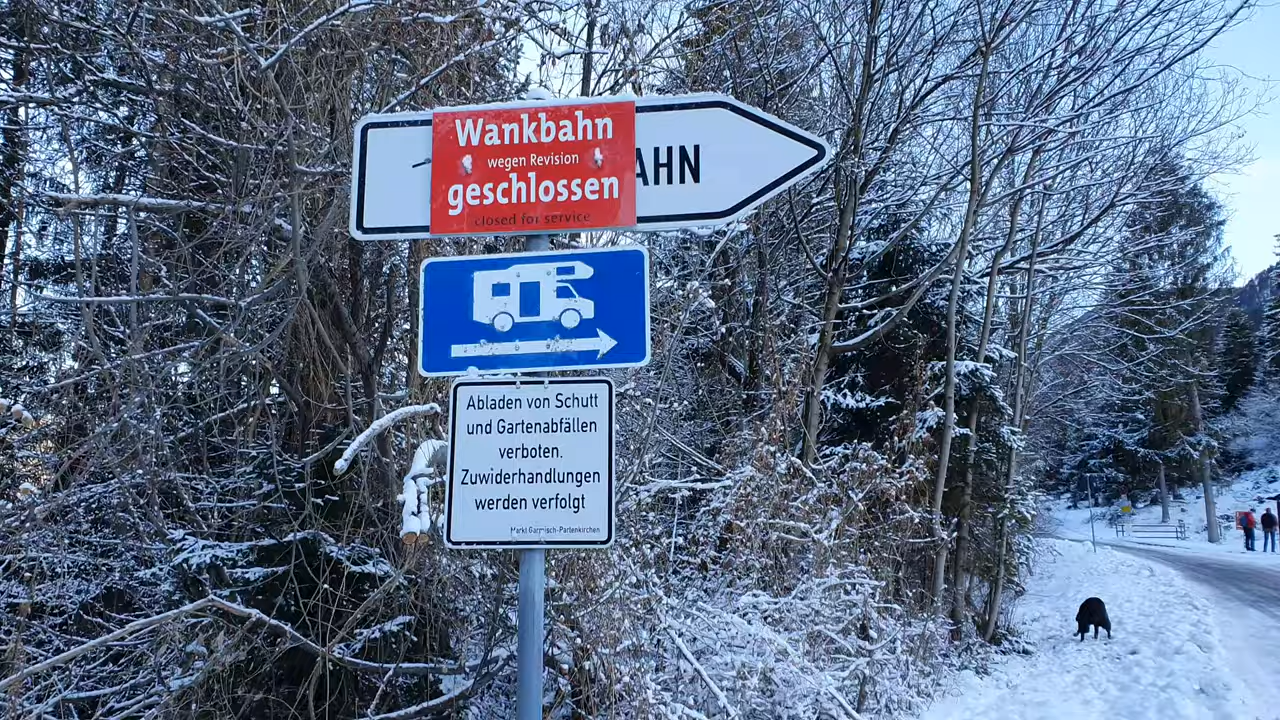 Wankbahn
wegen Revision
geschlossen
closed for service
AHN
Abladen von Schutt
und Gartenabfällen
verboten.
Zuwiderhandlungen
werden verfolgt
Markt Garmisch-Partenkirchen